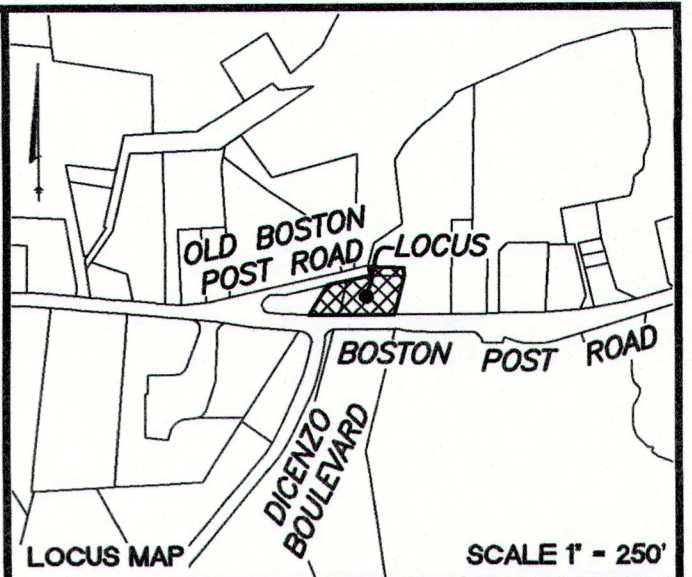 OLD BOSTON
POST ROAD
LOCUS
BOSTON POST ROAD
DICENZO
BOULEVARD
LOCUS MAP
SCALE 1" = 250'